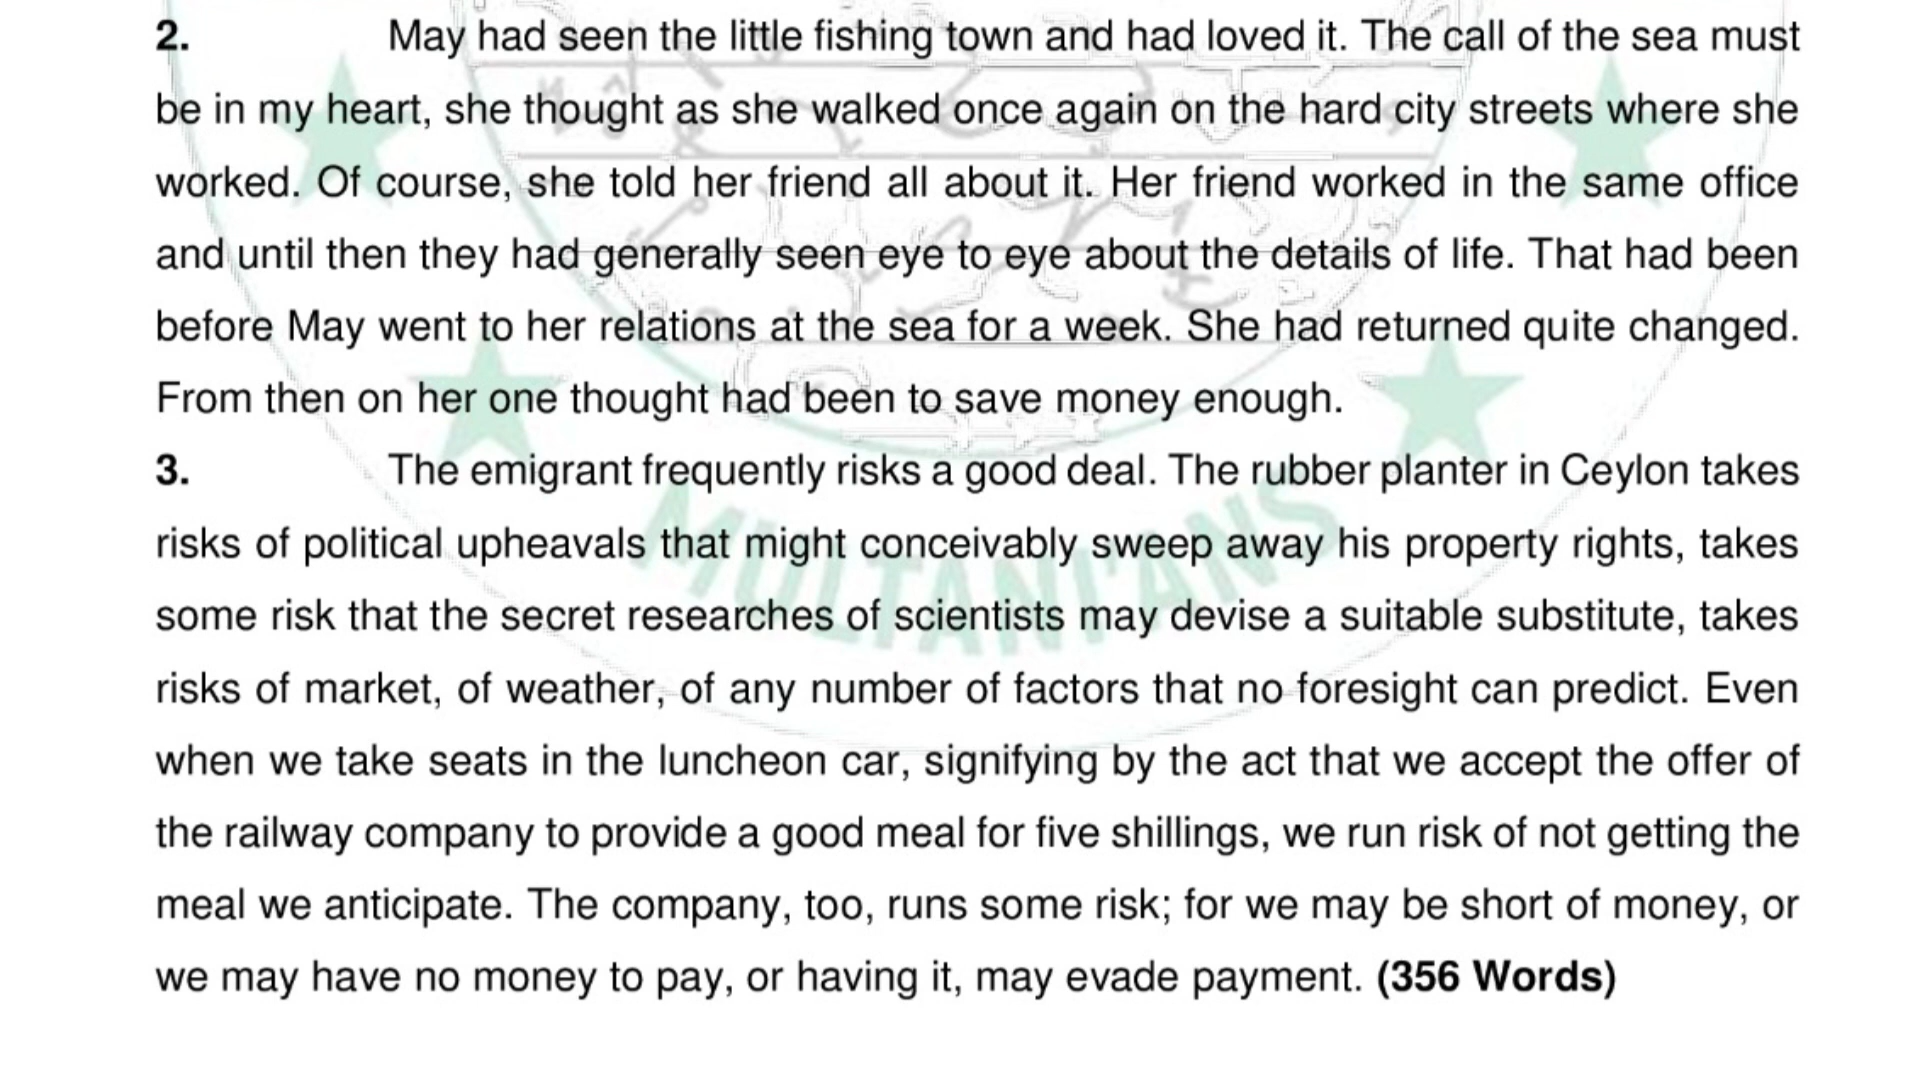 2. May had seen the little fishing town and had loved it. The call of the sea must
be in my heart, she thought as she walked once again on the hard city streets where she
worked. Of course, she told her friend all about it. Her friend worked in the same office
and until then they had generally seen eye to eye about the details of life. That had been
before May went to her relations at the sea for a week. She had returned quite changed.
From then on her one thought had been to save money enough.
3. The emigrant frequently risks a good deal. The rubber planter in Ceylon takes
risks of political upheavals that might conceivably sweep away his property rights, takes
some risk that the secret researches of scientists may devise a suitable substitute, takes
risks of market, of weather, of any number of factors that no foresight can predict. Even
when we take seats in the luncheon car, signifying by the act that we accept the offer of
the railway company to provide a good meal for five shillings, we run risk of not getting the
meal we anticipate. The company, too, runs some risk; for we may be short of money, or
we may have no money to pay, or having it, may evade payment. (356 Words)
MULTANI'ANS